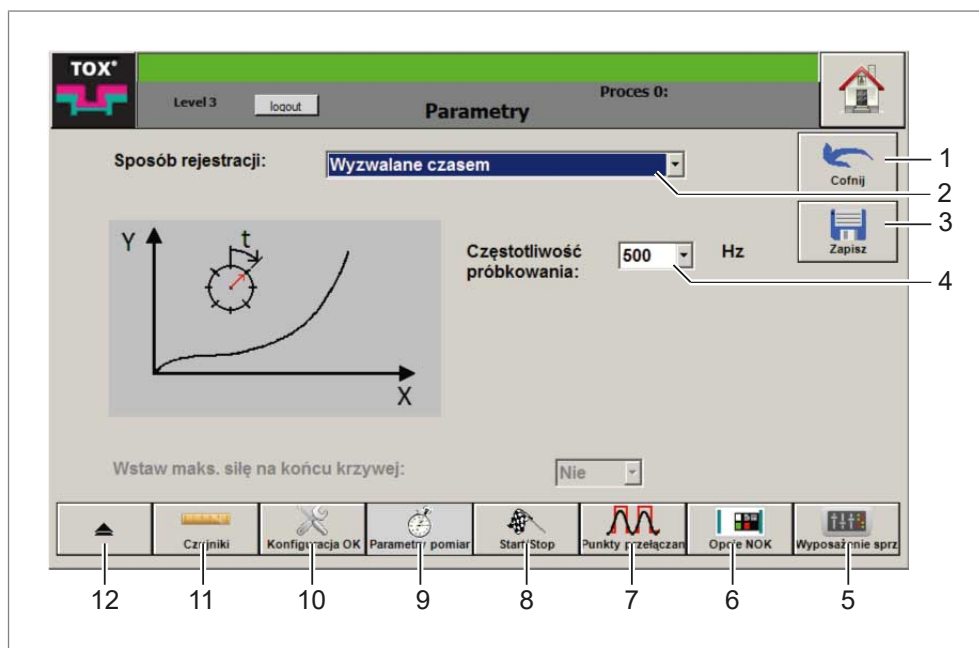 TOX®
Level 3
logout
Parametry
Proces 0:
Sposób rejestracji:
Wyzwalane czasem
Cofnij
1
2
Zapisz
3
Y
t
X
Częstotliwość
próbkowania:
500
Hz
4
Wstaw maks. siłę na końcu krzywej:
Nie
Czujniki
Konfiguracja OK
Parametry pomiar
Start/Stop
Punkty przełączan
Opcje NOK
Wyposażenie sprz
12
11
10
9
8
7
6
5